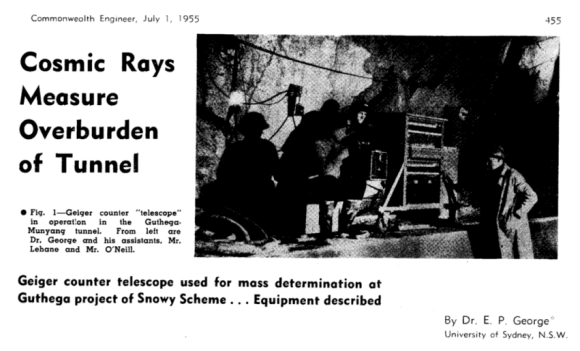 Commonwealth Engineer, July 1, 1955
455
Cosmic Rays
Measure
Overburden
of Tunnel
● Fig. 1—Geiger counter "telescope"
in operation in the Guthega-
Munyang tunnel. From left are
Dr. George and his assistants, Mr.
Lehane and Mr. O'Neill.
Geiger counter telescope used for mass determination at
Guthega project of Snowy Scheme . . . Equipment described
By Dr. E. P. George*
University of Sydney, N.S.W.